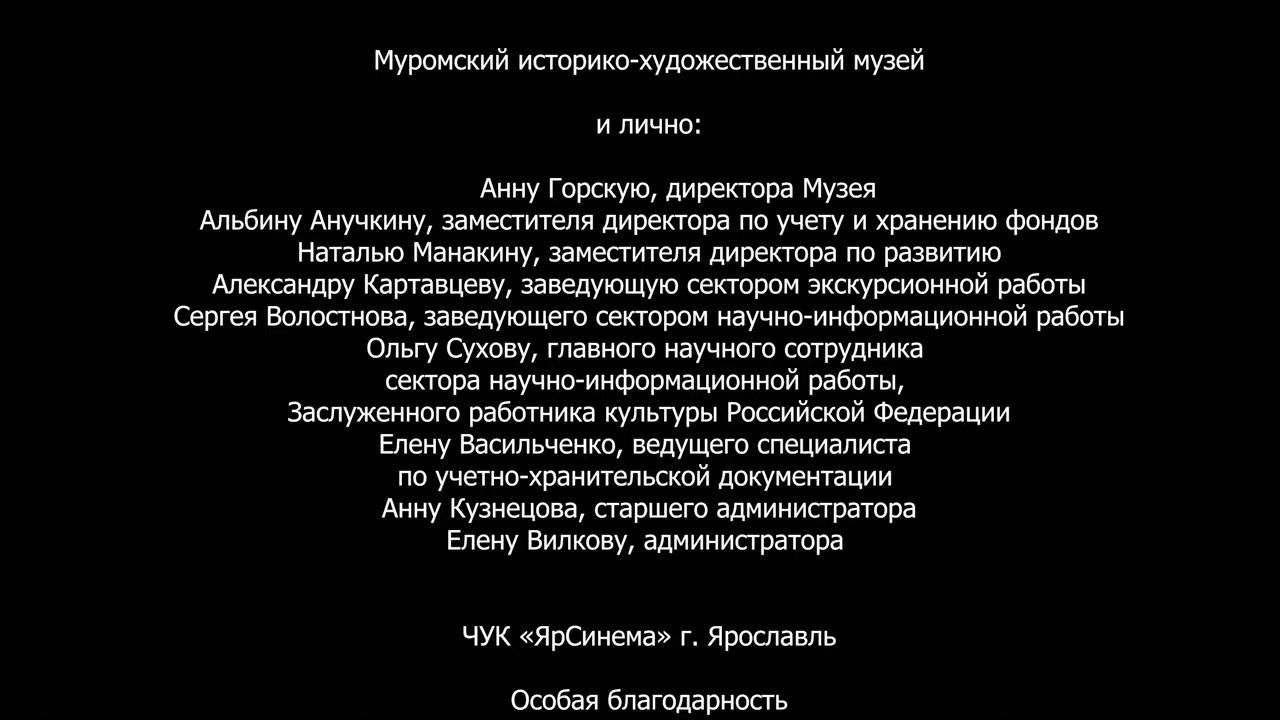 Муромский историко-художественный музей
и лично:
Анну Горскую, директора Музея
Альбину Анучкину, заместителя директора по учету и хранению фондов
Наталью Манакину, заместителя директора по развитию
Александру Картавцеву, заведующую сектором экскурсионной работы
Сергея Волостнова, заведующего сектором научно-информационной работы
Ольгу Сухову, главного научного сотрудника
сектора научно-информационной работы,
Заслуженного работника культуры Российской Федерации
Елену Васильченко, ведущего специалиста
по учетно-хранительской документации
Анну Кузнецова, старшего администратора
Елену Вилкову, администратора
ЧУК «ЯрСинема» г. Ярославль
Особая благодарность